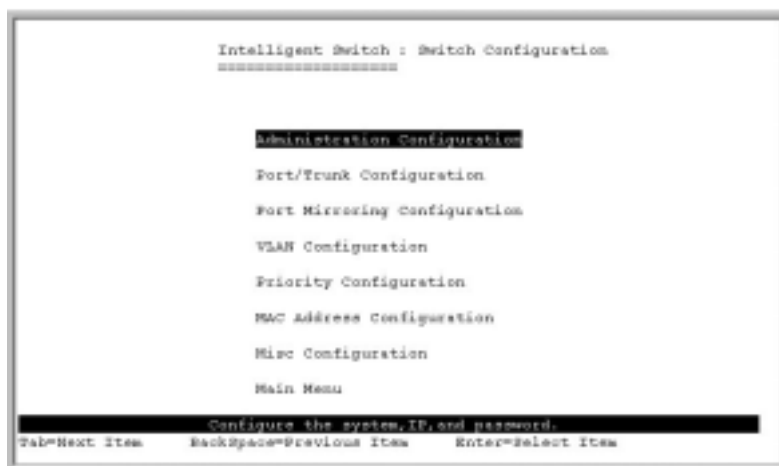 Intelligent Switch : Switch Configuration
===================
Administration Configuration
Port/Trunk Configuration
Port Mirroring Configuration
VLAN Configuration
Priority Configuration
MAC Address Configuration
Misc Configuration
Main Menu
Configure the system,IP,and password.
Tab=Next Item BackSpace=Previous Item Enter=Select Item